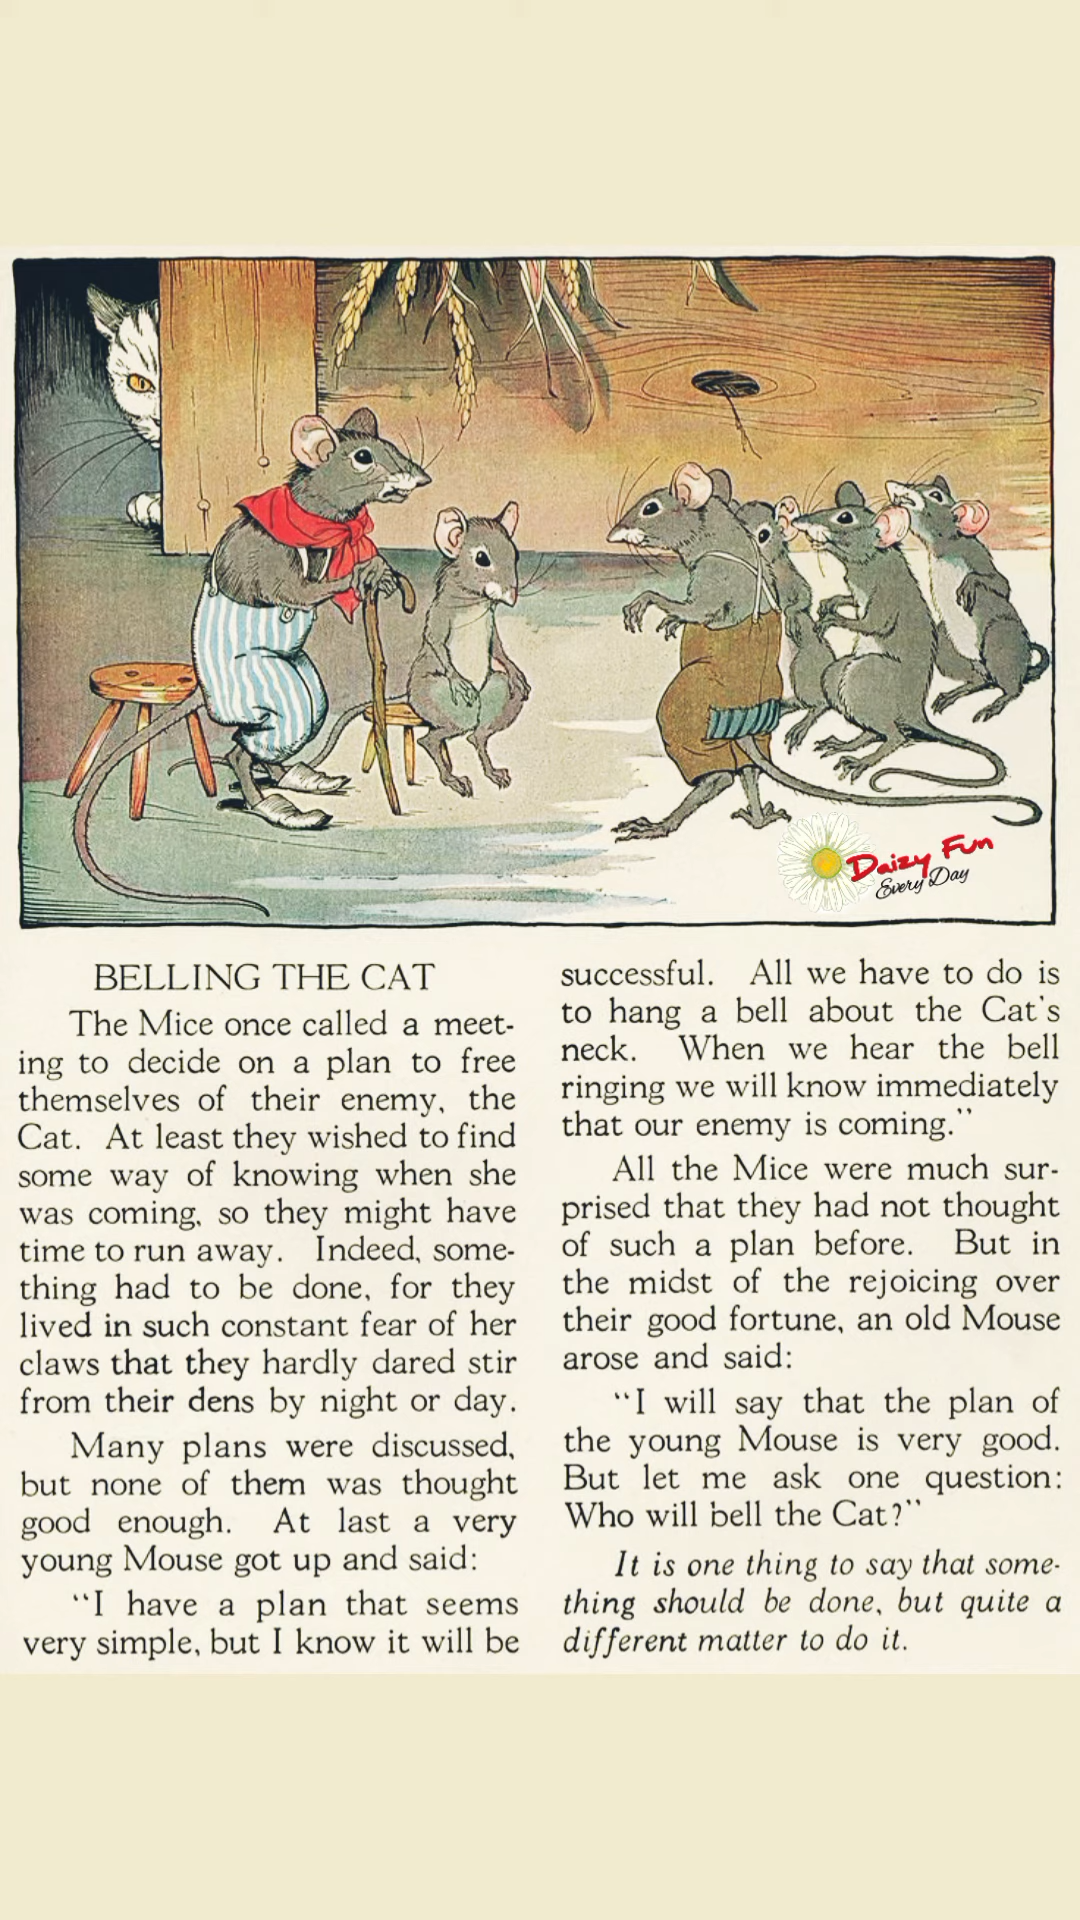 Daizy Fun
Every Day
BELLING THE CAT
The Mice once called a meet-
ing to decide on a plan to free
themselves of their enemy, the
Cat. At least they wished to find
some way of knowing when she
was coming, so they might have
time to run away. Indeed, some-
thing had to be done, for they
lived in such constant fear of her
claws that they hardly dared stir
from their dens by night or day.
Many plans were discussed,
but none of them was thought
good enough. At last a very
young Mouse got up and said:
“I have a plan that seems
very simple, but I know it will be
successful. All we have to do is
to hang a bell about the Cat's
neck. When we hear the bell
ringing we will know immediately
that our enemy is coming.”
All the Mice were much sur-
prised that they had not thought
of such a plan before. But in
the midst of the rejoicing over
their good fortune, an old Mouse
arose and said:
“I will say that the plan of
the young Mouse is very good.
But let me ask one question:
Who will bell the Cat?”
It is one thing to say that some-
thing should be done, but quite a
different matter to do it.